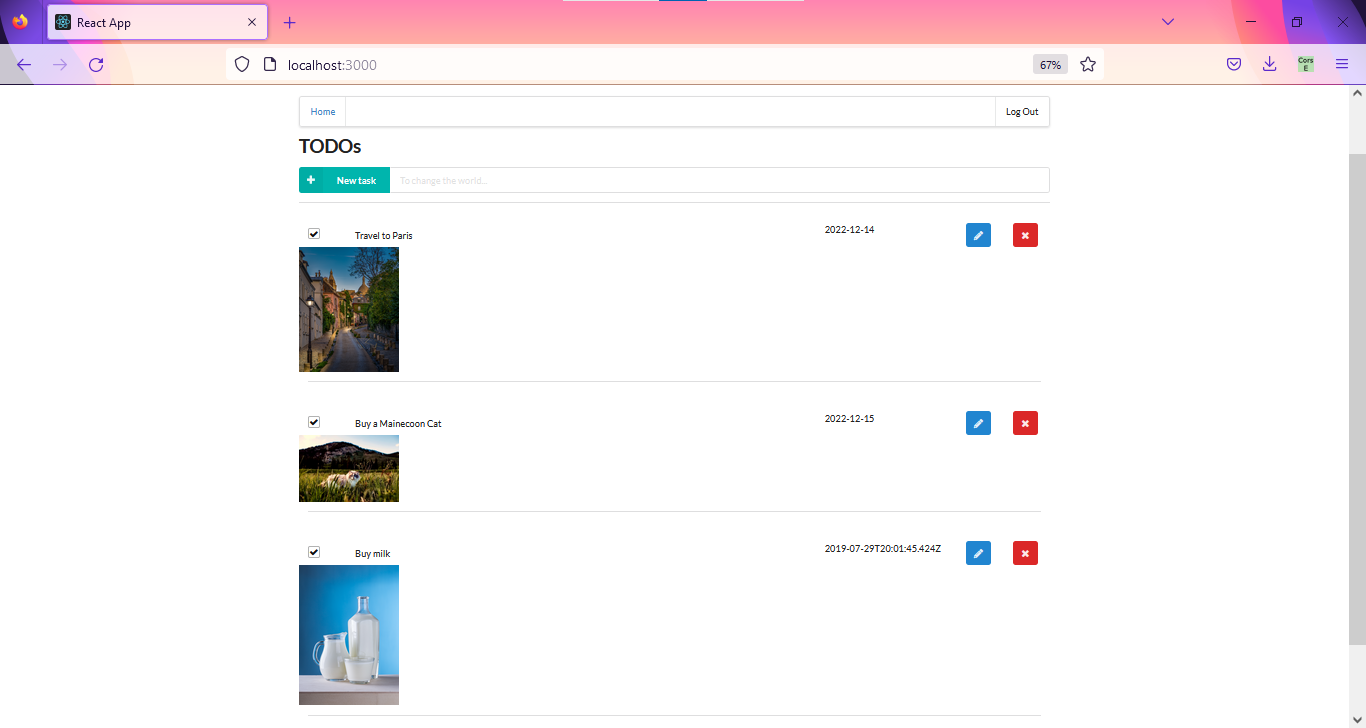 React App
localhost:3000
67%
Cors
E
Home
Log Out
TODOs
New task
To change the world...
Travel to Paris
2022-12-14
Buy a Mainecoon Cat
2022-12-15
Buy milk
2019-07-29T20:01:45.424Z